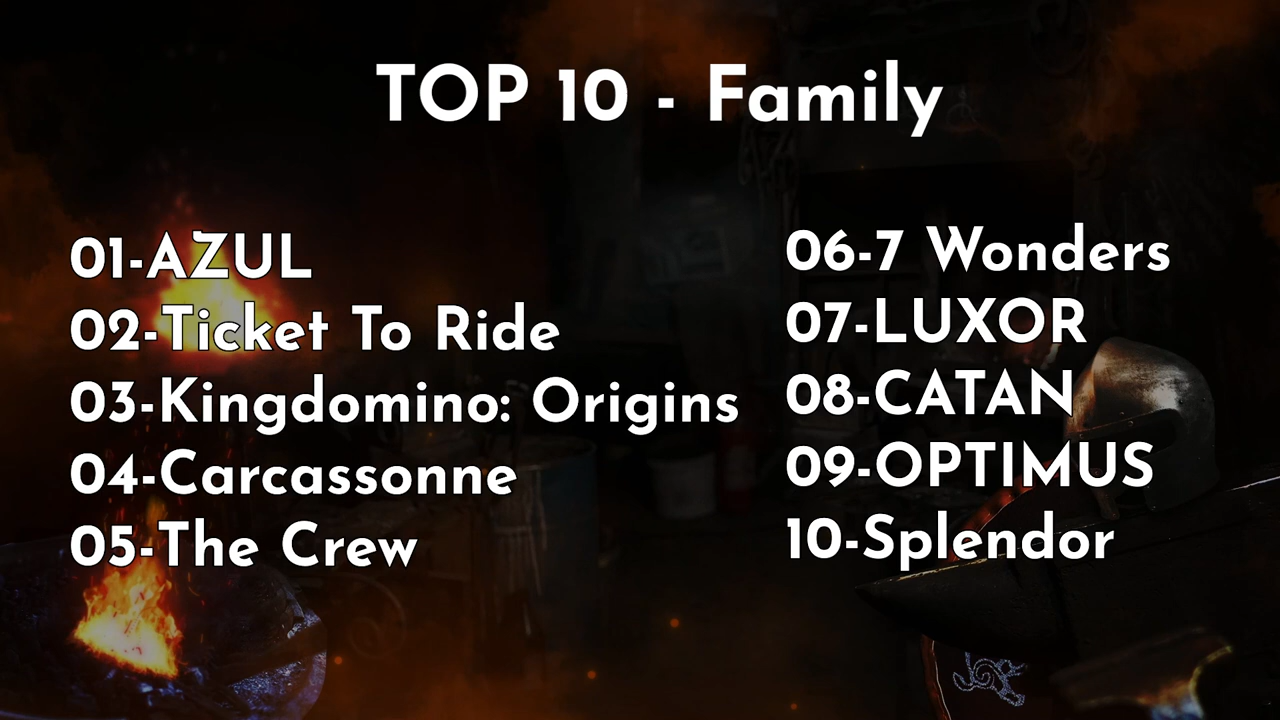 TOP 10 - Family
01-AZUL
02-Ticket To Ride
03-Kingdomino: Origins
04-Carcassonne
05-The Crew
06-7 Wonders
07-LUXOR
08-CATAN
09-OPTIMUS
10-Splendor